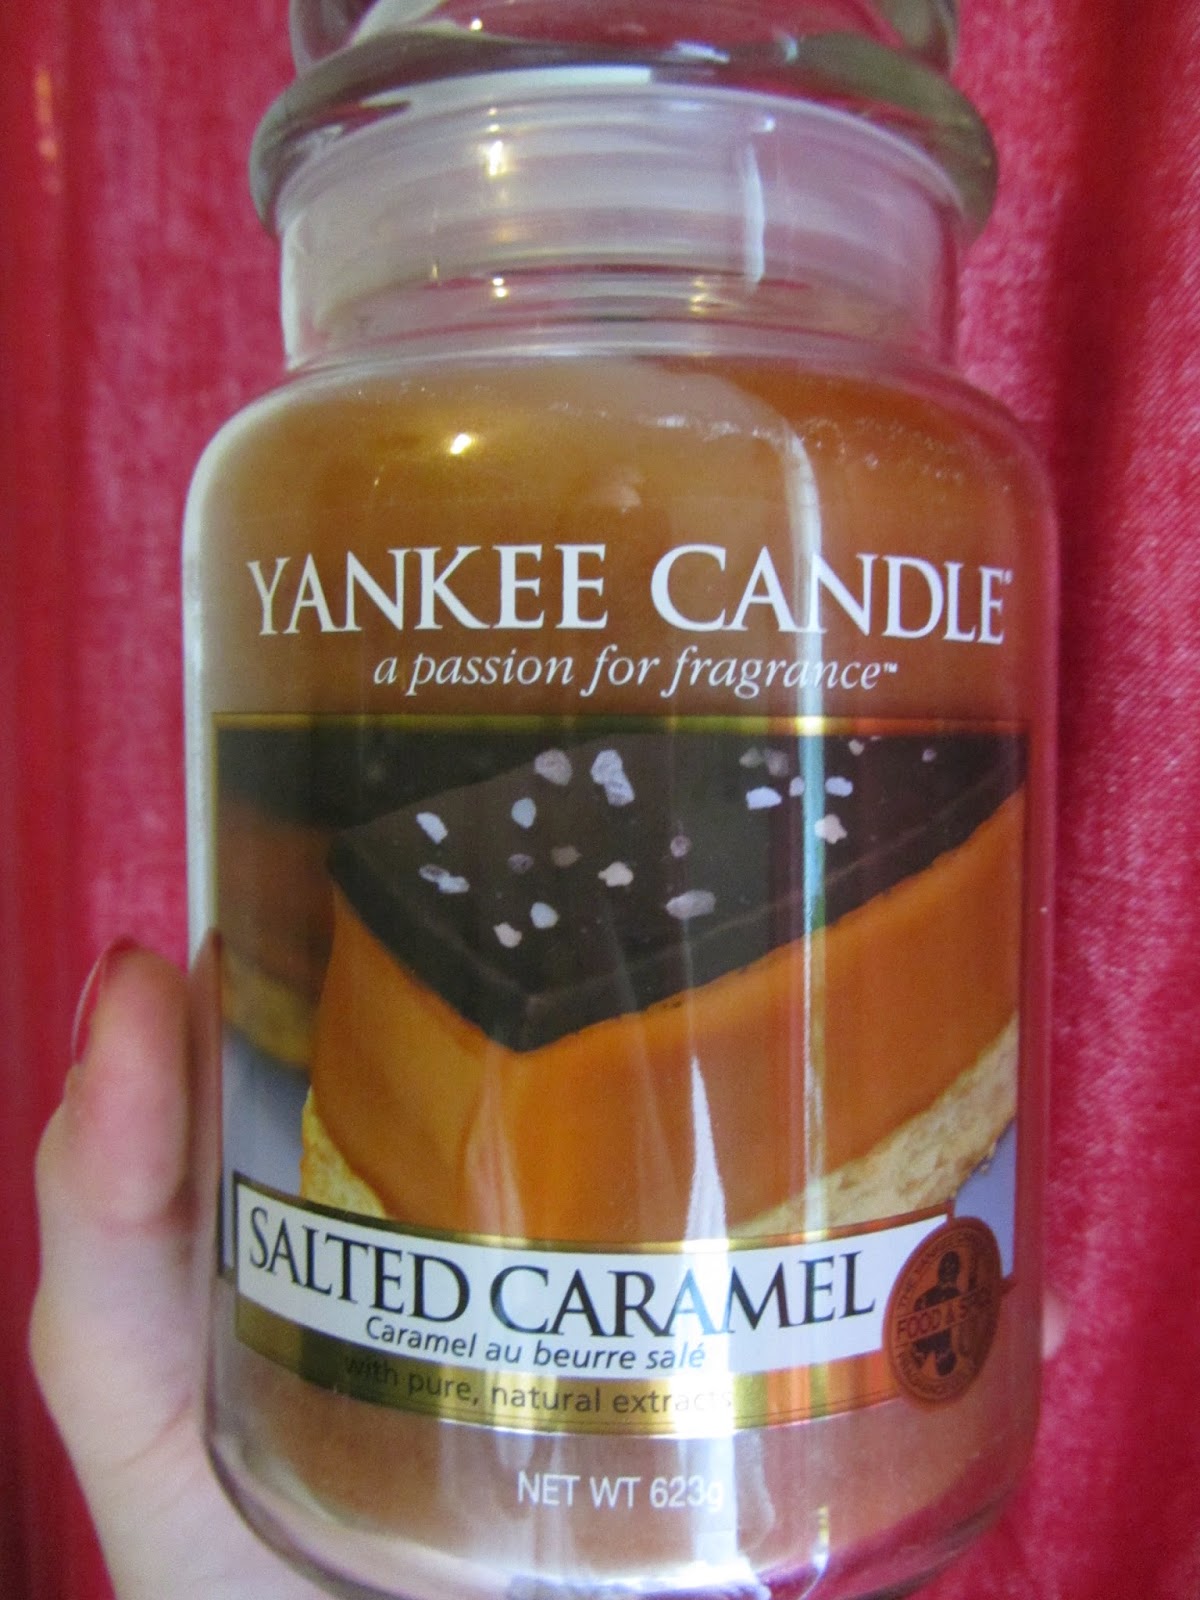 YANKEE CANDLE®
a passion for fragrance™
SALTED CARAMEL
Caramel au beurre salé
with pure, natural extracts
FOOD & SPICE
NET WT 623g